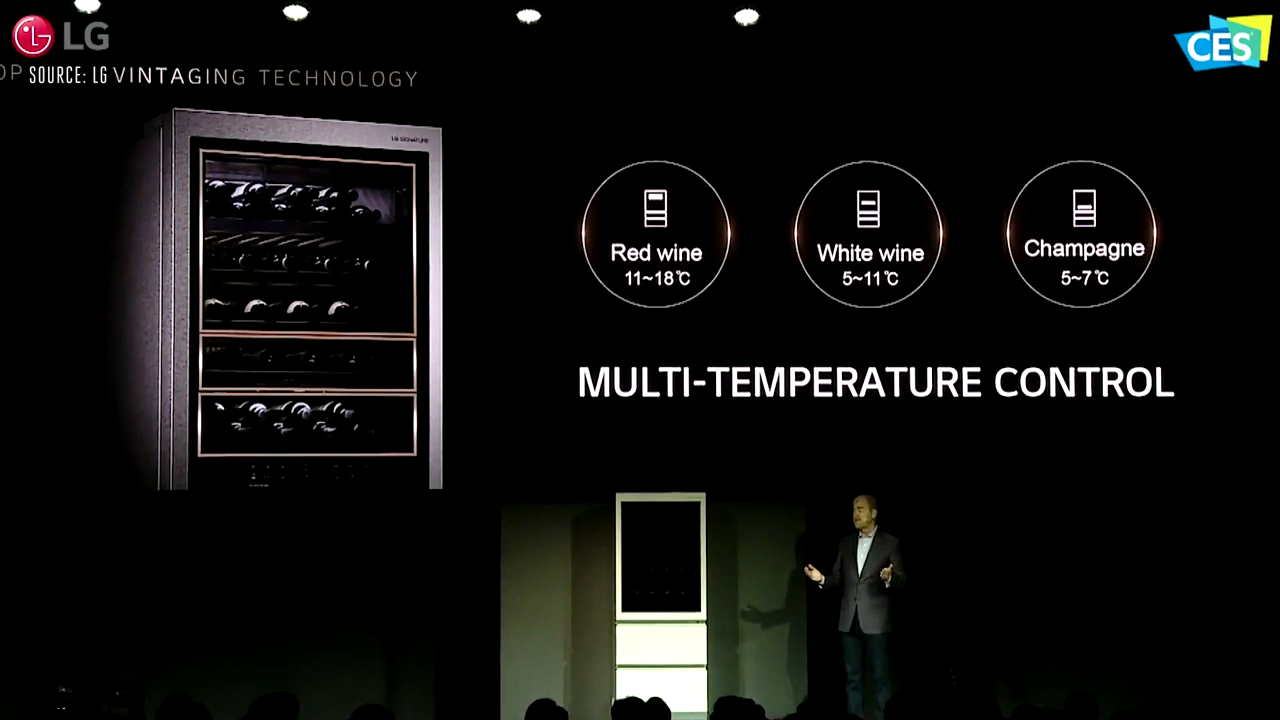 LG
CES
OP SOURCE: LG VINTAGING TECHNOLOGY
LG SIGNATURE
Red wine
11~18℃
White wine
5~11℃
Champagne
5~7℃
MULTI-TEMPERATURE CONTROL